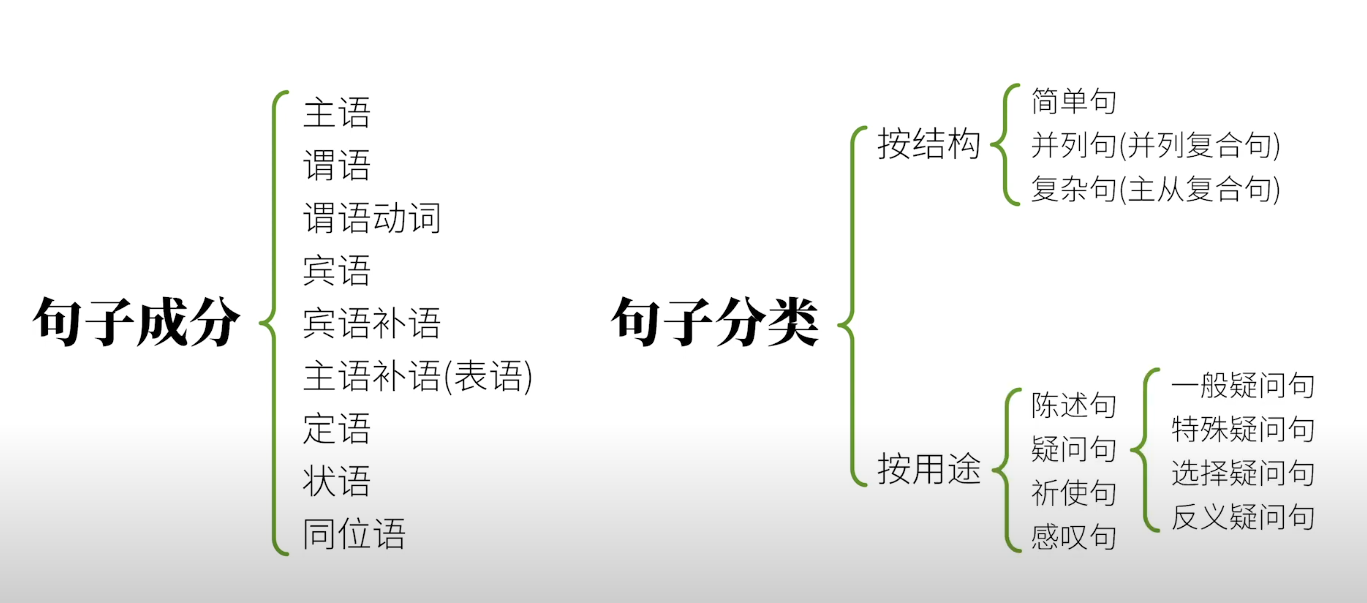 句子成分
主语
谓语
谓语动词
宾语
宾语补语
主语补语(表语)
定语
状语
同位语
句子分类
按结构
简单句
并列句(并列复合句)
复杂句(主从复合句)
按用途
陈述句
疑问句
祈使句
感叹句
一般疑问句
特殊疑问句
选择疑问句
反义疑问句